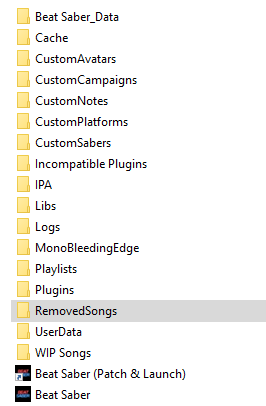 Beat Saber_Data
Cache
CustomAvatars
CustomCampaigns
CustomNotes
CustomPlatforms
CustomSabers
Incompatible Plugins
IPA
Libs
Logs
MonoBleedingEdge
Playlists
Plugins
RemovedSongs
UserData
WIP Songs
Beat Saber (Patch & Launch)
Beat Saber